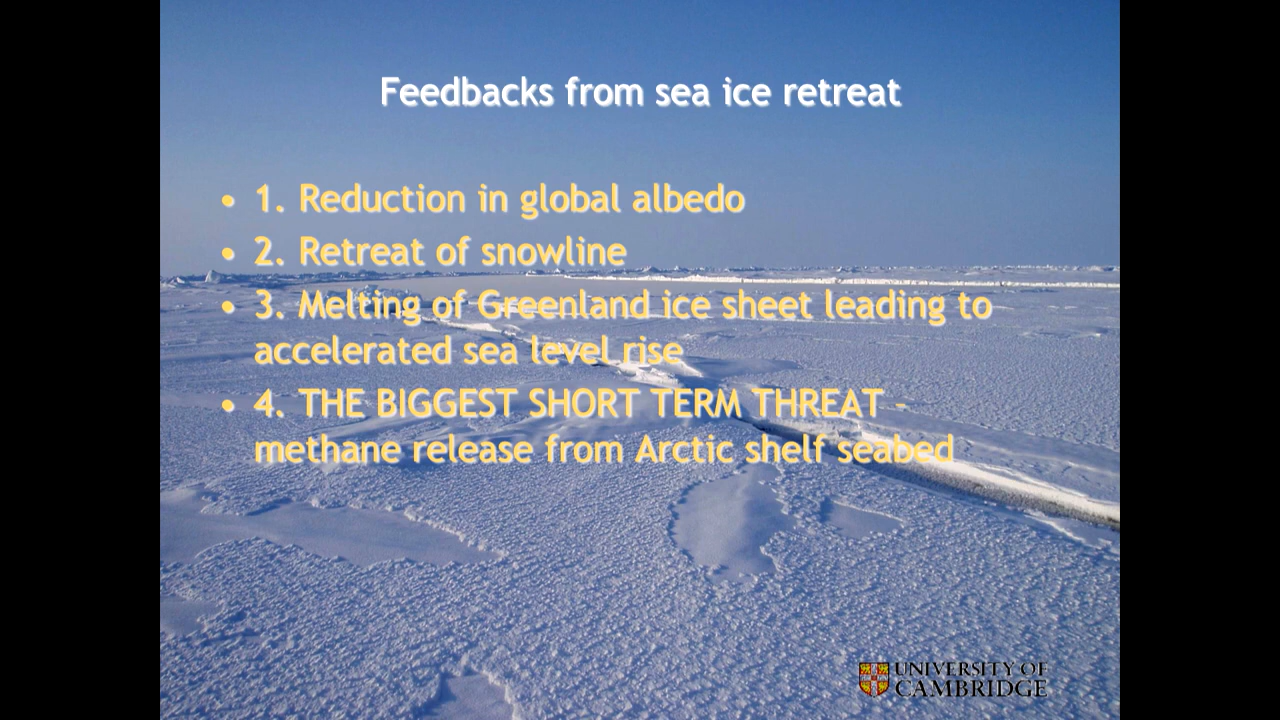 Feedbacks from sea ice retreat
• 1. Reduction in global albedo
• 2. Retreat of snowline
• 3. Melting of Greenland ice sheet leading to
accelerated sea level rise
• 4. THE BIGGEST SHORT TERM THREAT -
methane release from Arctic shelf seabed
UNIVERSITY OF
CAMBRIDGE